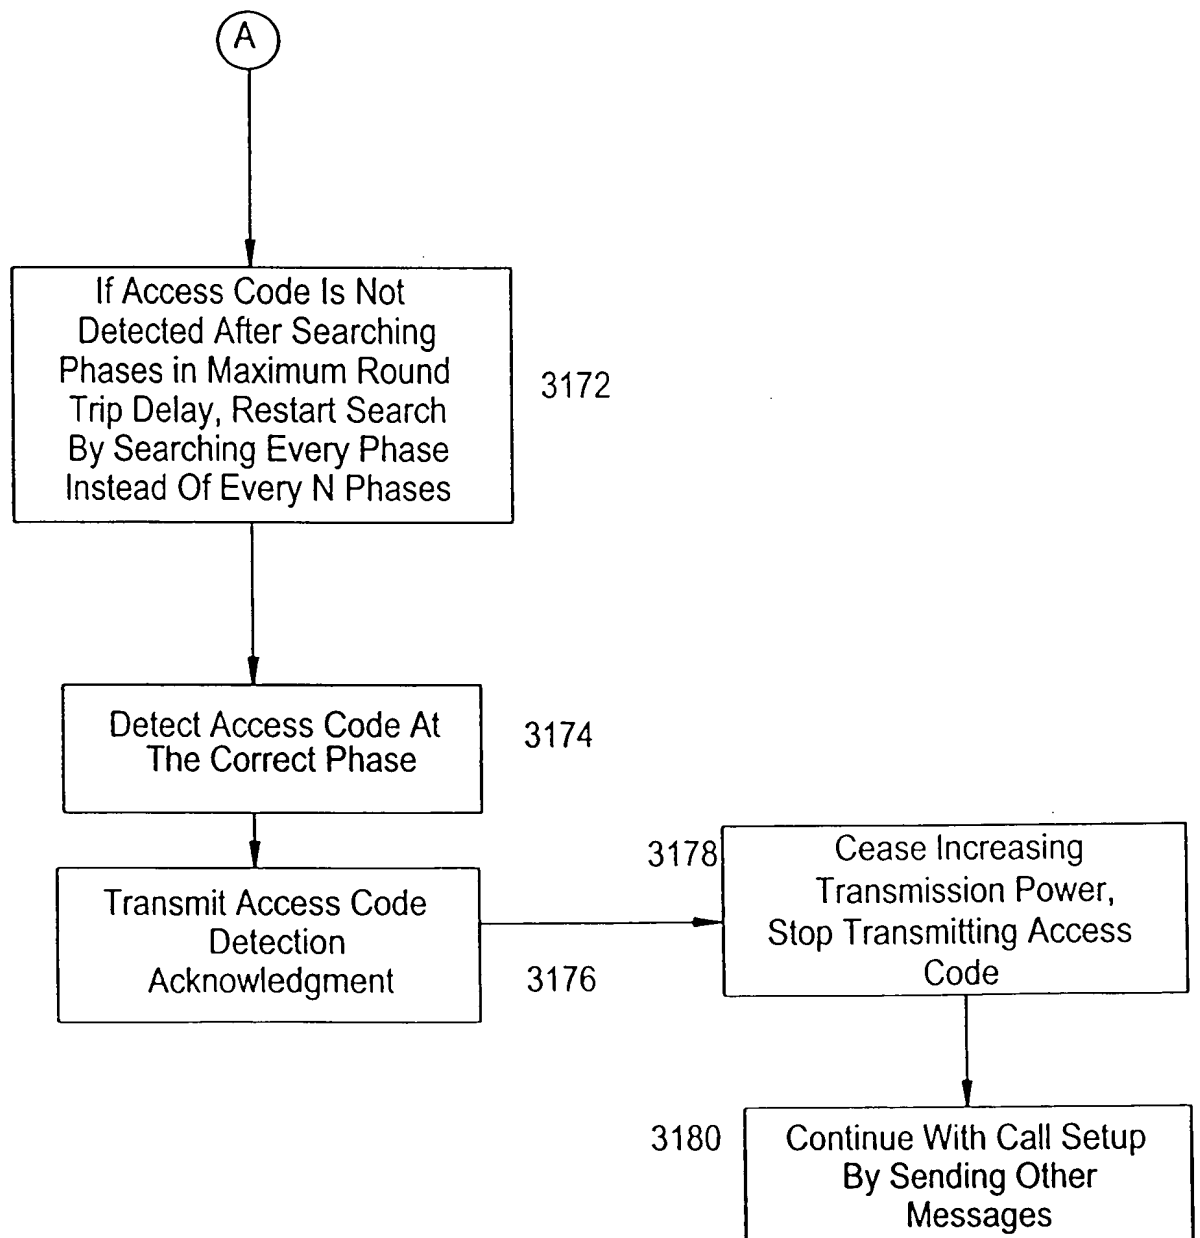 A
If Access Code Is Not
Detected After Searching
Phases in Maximum Round
Trip Delay, Restart Search
By Searching Every Phase
Instead Of Every N Phases
3172
Detect Access Code At
The Correct Phase
3174
Transmit Access Code
Detection
Acknowledgment
3176
3178
Cease Increasing
Transmission Power,
Stop Transmitting Access
Code
3180
Continue With Call Setup
By Sending Other
Messages